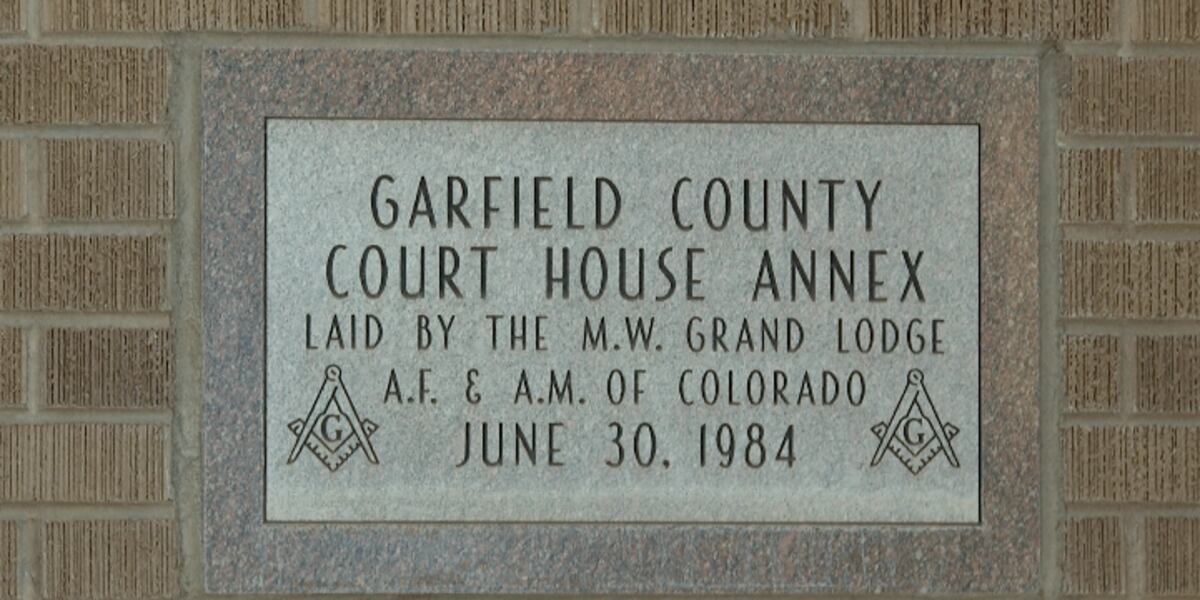 GARFIELD COUNTY
COURT HOUSE ANNEX
LAID BY THE M.W. GRAND LODGE
A.F. & A.M. OF COLORADO
JUNE 30, 1984
G G